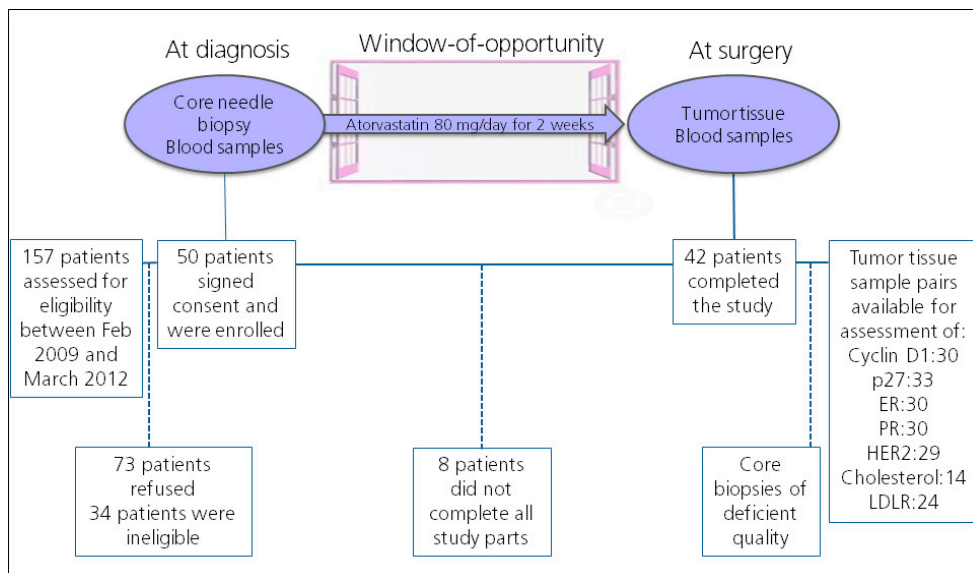 At diagnosis
Window-of-opportunity
At surgery
Core needle
biopsy
Blood samples
Atorvastatin 80 mg/day for 2 weeks
Tumor tissue
Blood samples
157 patients
assessed for
eligibility
between Feb
2009 and
March 2012
50 patients
signed
consent and
were enrolled
42 patients
completed
the study
Tumor tissue
sample pairs
available for
assessment of:
Cyclin D1:30
p27:33
ER:30
PR:30
HER2:29
Cholesterol:14
LDLR:24
73 patients
refused
34 patients were
ineligible
8 patients
did not
complete all
study parts
Core
biopsies of
deficient
quality